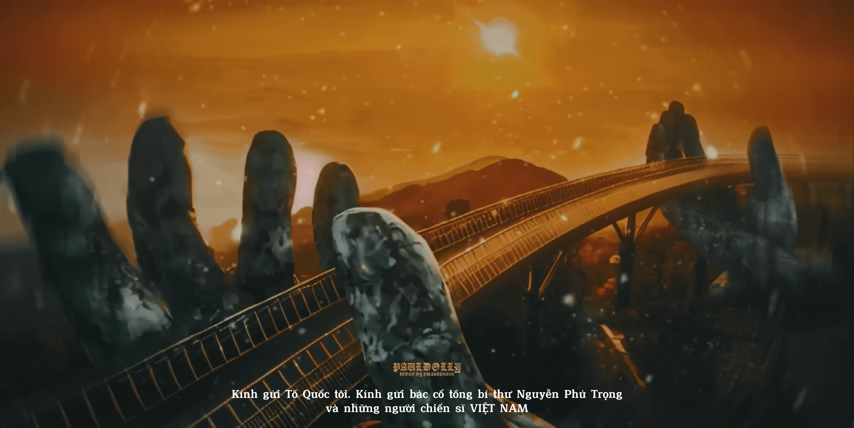 PAULDOLLY
Kính gửi Tổ Quốc tôi. Kính gửi bác cố tổng bí thư Nguyễn Phú Trọng
và những người chiến sĩ VIỆT NAM